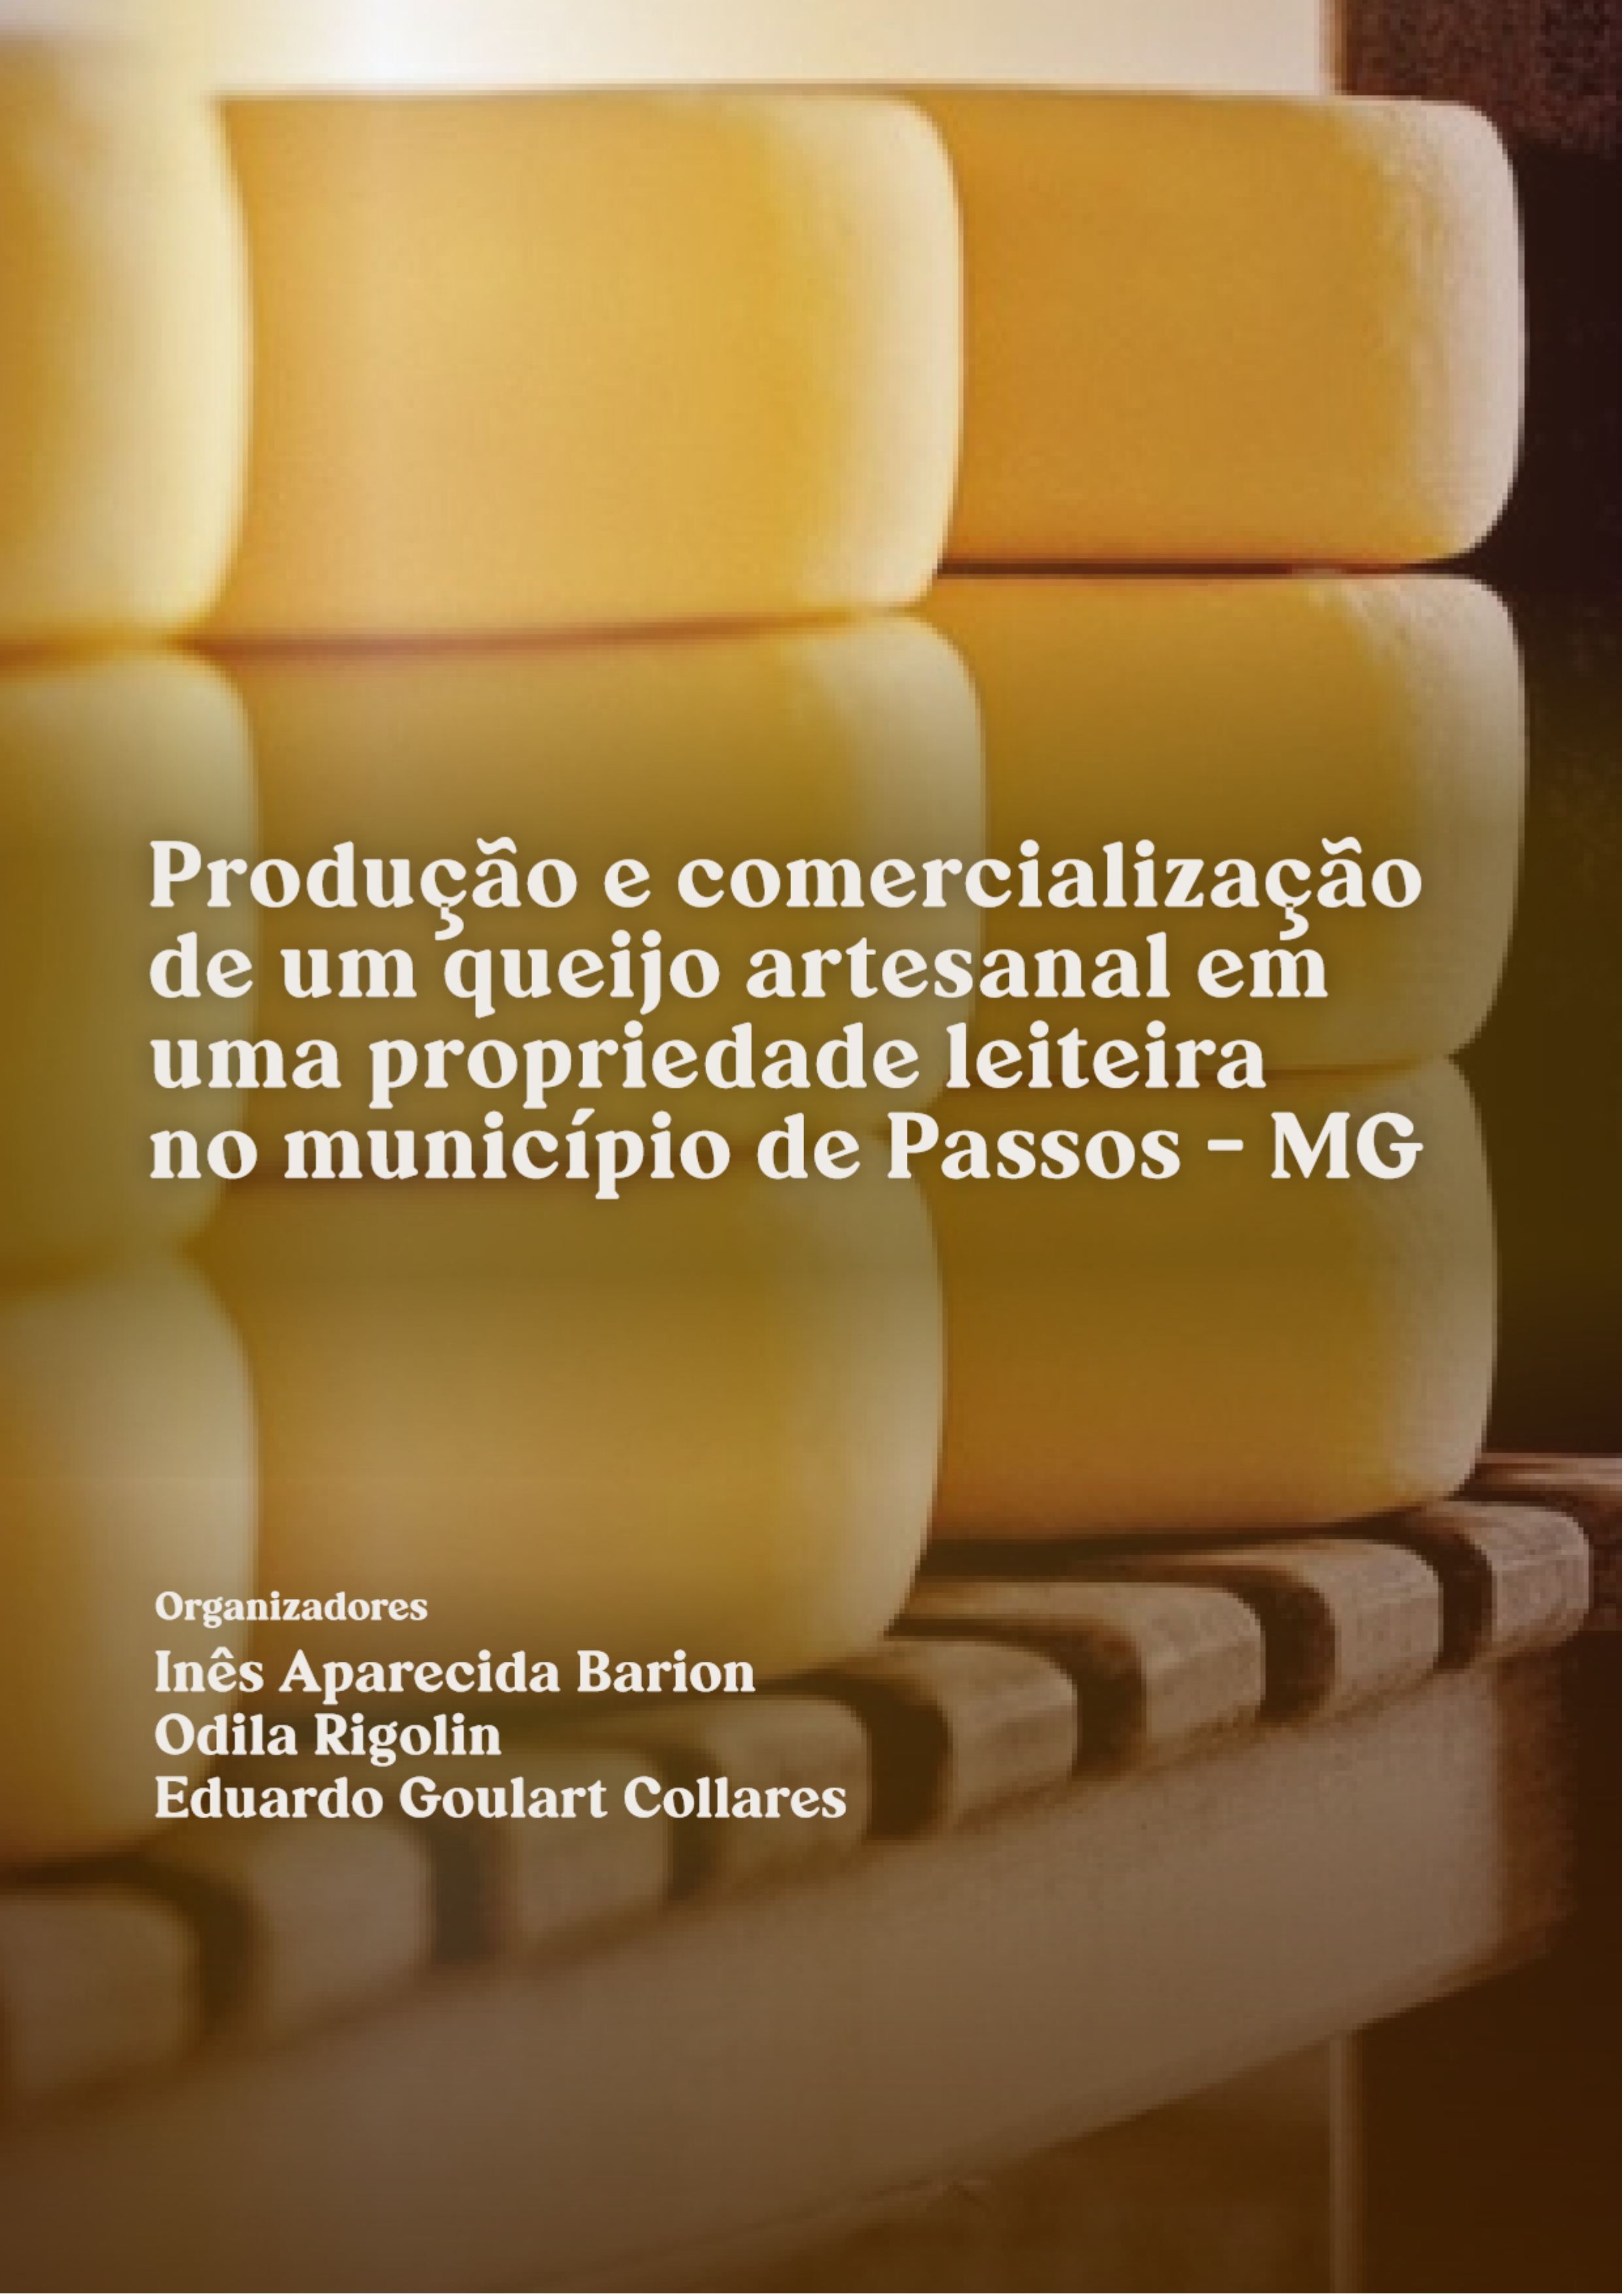 Produção e comercialização
de um queijo artesanal em
uma propriedade leiteira
no município de Passos - MG
Organizadores
Inês Aparecida Barion
Odila Rigolin
Eduardo Goulart Collares